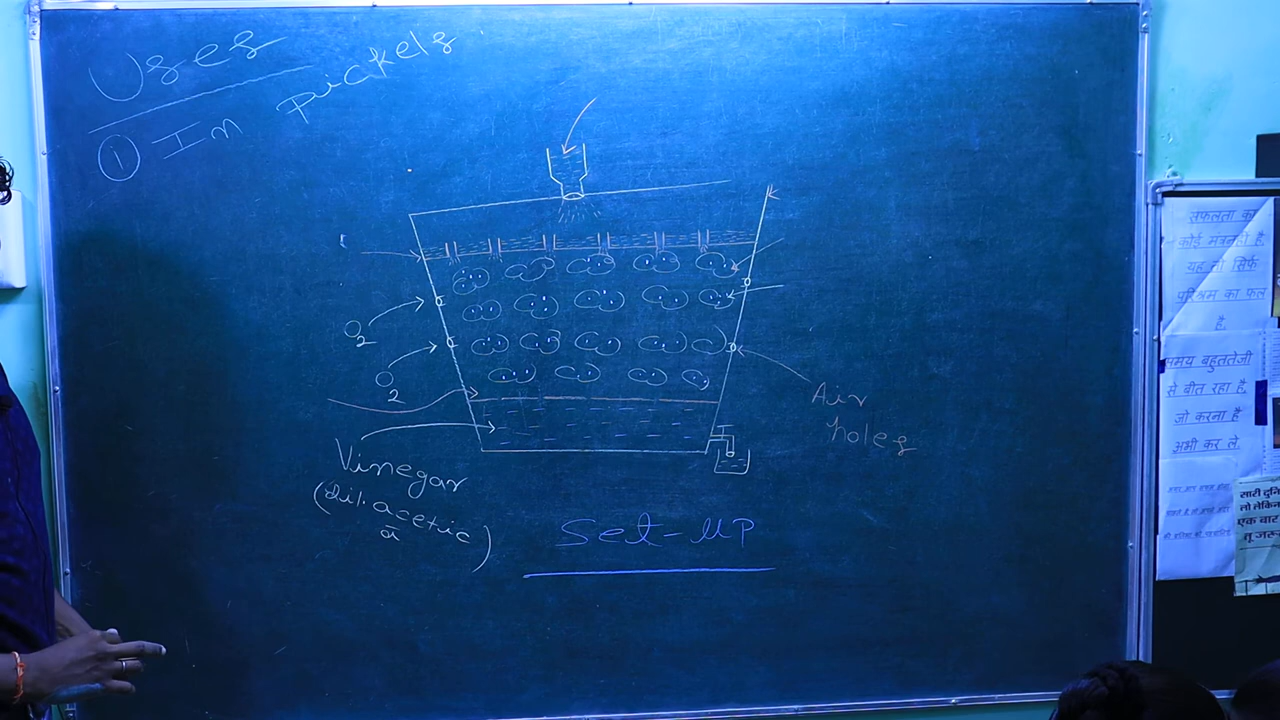 Uses
① In pickels
O₂
O₂
Air
holes
Vinegar
(dil. acetic
a)
Set-up
सफलता का
कोई मंत्र नही है,
यह तो सिर्फ
परिश्रम का फल
है.
समय बहुत तेजी
से बीत रहा है,
जो करना है
अभी कर ले.
सारी दुनि
एक बार